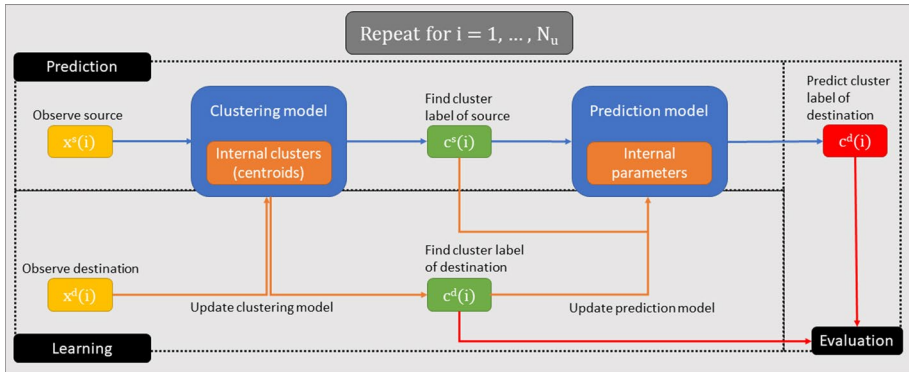 Repeat for i = 1, … , Nᵤ
Prediction
Observe source
xˢ(i)
Clustering model
Internal clusters
(centroids)
Find cluster
label of source
cˢ(i)
Prediction model
Internal
parameters
Predict cluster
label of
destination
cᵈ(i)
Observe destination
xᵈ(i)
Update clustering model
Find cluster label
of destination
cᵈ(i)
Update prediction model
Learning
Evaluation